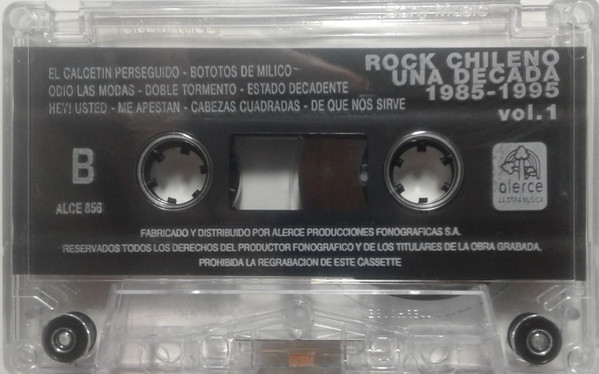 ROCK CHILENO
UNA DECADA
1985-1995
vol.1
EL CALCETIN PERSEGUIDO - BOTOTOS DE MILICO -
ODIO LAS MODAS - DOBLE TORMENTO - ESTADO DECADENTE
HEY! USTED - ME APESTAN - CABEZAS CUADRADAS - DE QUE NOS SIRVE
B
ALCE 856
alerce
LA OTRA MUSICA
FABRICADO Y DISTRIBUIDO POR ALERCE PRODUCCIONES FONOGRAFICAS S.A.
RESERVADOS TODOS LOS DERECHOS DEL PRODUCTOR FONOGRAFICO Y DE LOS TITULARES DE LA OBRA GRABADA.
PROHIBIDA LA REGRABACION DE ESTE CASSETTE